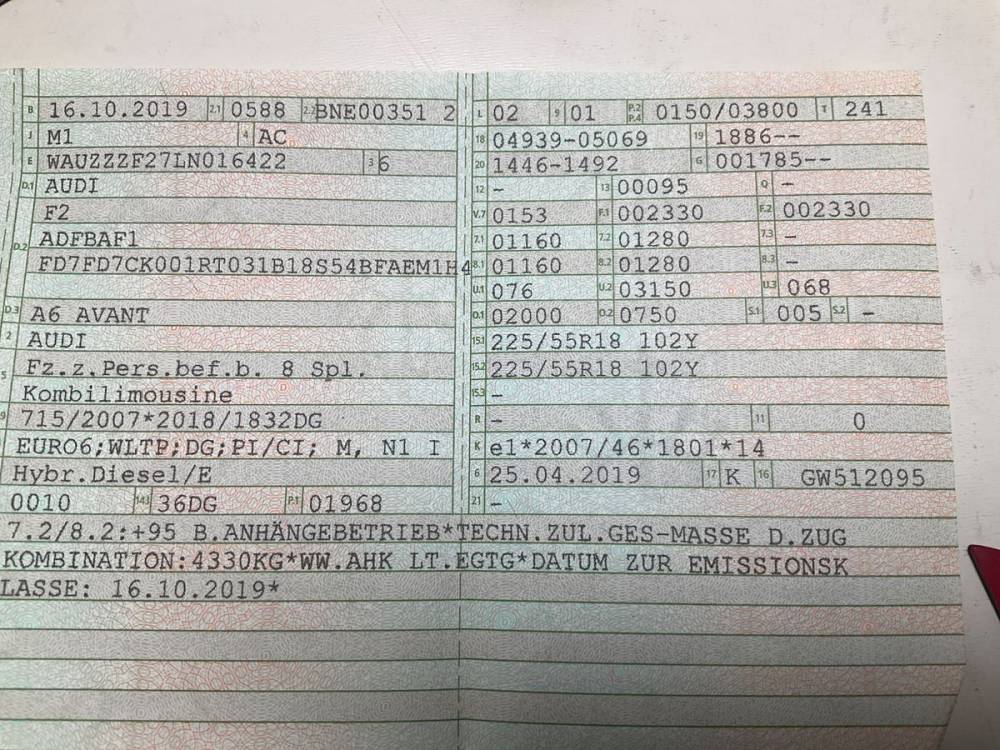 B 16.10.2019 2.1 0588 2.2 BNE00351 2
J M1 4 AC
E WAUZZZF27LN016422 3 6
D.1 AUDI
F2
D.2 ADFBAF1
FD7FD7CK001RT031B18S54BFAEM1H4
D.3 A6 AVANT
2 AUDI
5 Fz.z.Pers.bef.b. 8 Spl.
Kombilimousine
9 715/2007*2018/1832DG
EURO6;WLTP;DG;PI/CI; M, N1 I
Hybr.Diesel/E
0010 14.1 36DG P.1 01968
L 02 9 01 P.2 P.4 0150/03800 T 241
18 04939-05069 19 1886--
20 1446-1492 G 001785--
12 - 13 00095 Q -
V.7 0153 F.1 002330 F.2 002330
7.1 01160 7.2 01280 7.3 -
8.1 01160 8.2 01280 8.3 -
U.1 076 U.2 03150 U.3 068
O.1 02000 O.2 0750 S.1 005 S.2 -
15.1 225/55R18 102Y
15.2 225/55R18 102Y
15.3 -
R - 11 0
K e1*2007/46*1801*14
6 25.04.2019 17 K 16 GW512095
21 -
7.2/8.2:+95 B.ANHÄNGEBETRIEB*TECHN.ZUL.GES-MASSE D.ZUG
KOMBINATION:4330KG*WW.AHK LT.EGTG*DATUM ZUR EMISSIONSK
LASSE: 16.10.2019*